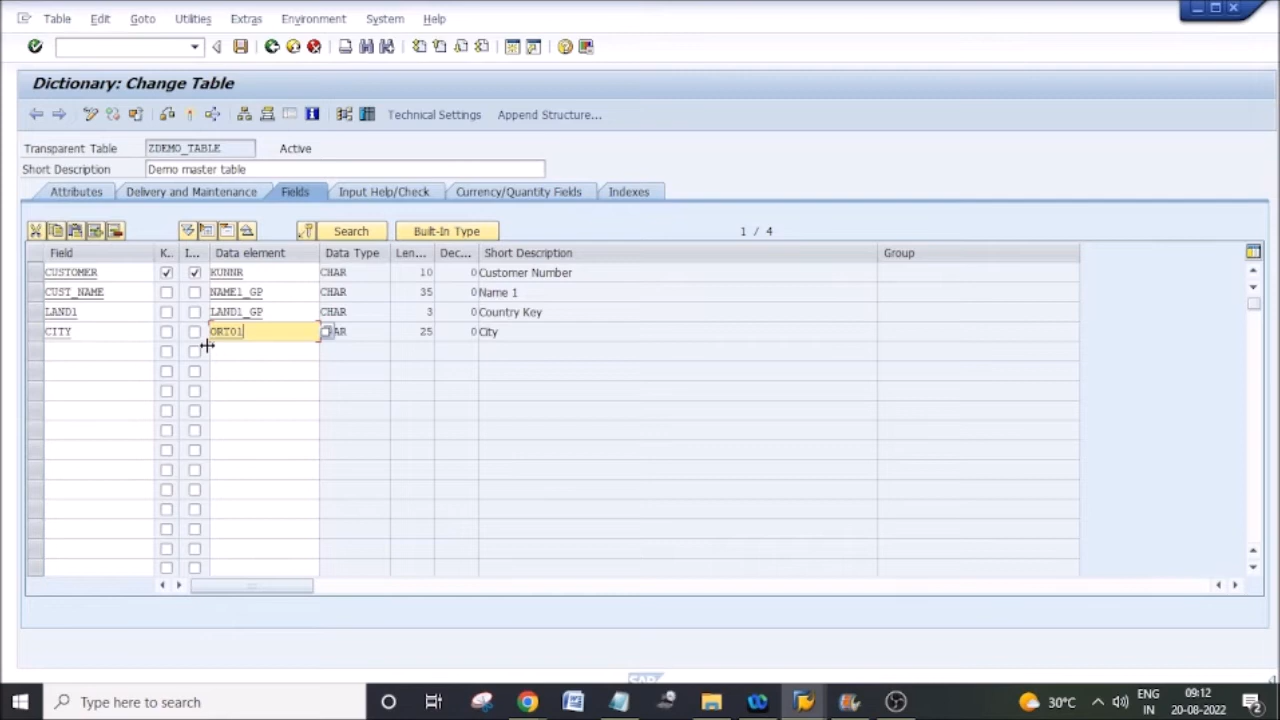 Table Edit Goto Utilities Extras Environment System Help
Dictionary: Change Table
Technical Settings Append Structure...
Transparent Table ZDEMO_TABLE Active
Short Description Demo master table
Attributes Delivery and Maintenance Fields Input Help/Check Currency/Quantity Fields Indexes
Search Built-In Type 1 / 4
Field K.. I... Data element Data Type Len... Dec... Short Description Group
CUSTOMER KUNNR CHAR 10 0 Customer Number
CUST_NAME NAME1_GP CHAR 35 0 Name 1
LAND1 LAND1_GP CHAR 3 0 Country Key
CITY ORT01 AR 25 0 City
SAP
Type here to search 30°C ENG 09:12
IN 20-08-2022 2